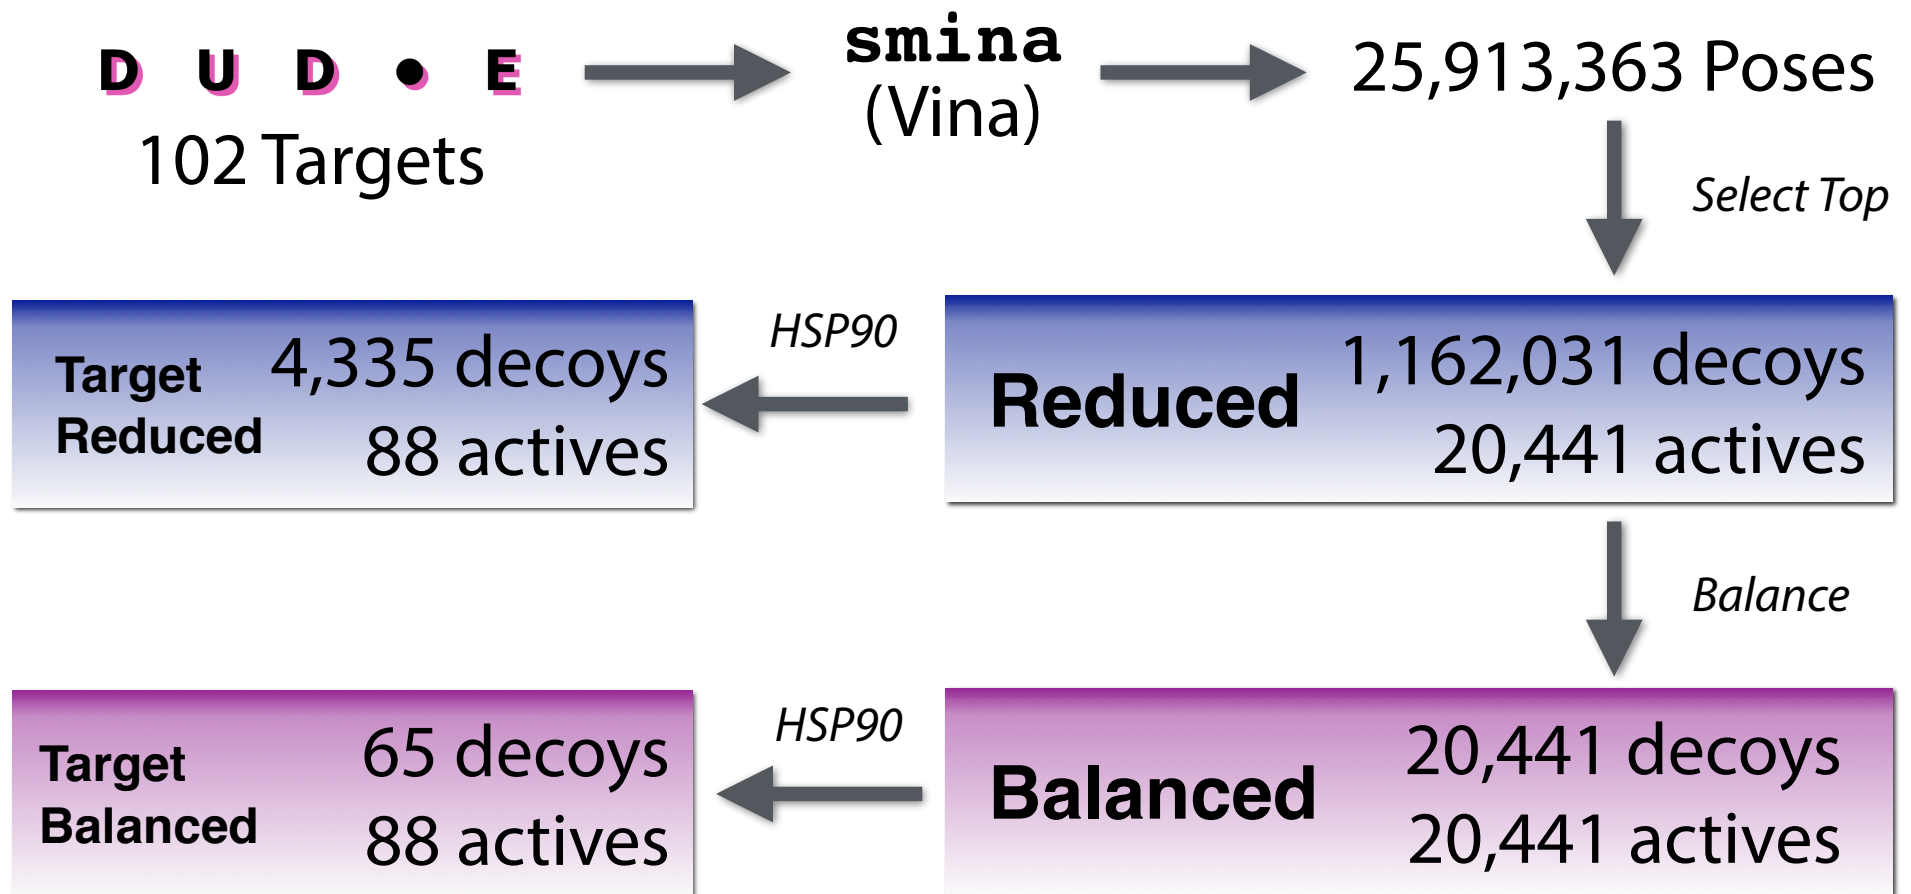 D U D • E
102 Targets
smina
(Vina)
25,913,363 Poses
Select Top
Target
Reduced
4,335 decoys
88 actives
HSP90
Reduced
1,162,031 decoys
20,441 actives
Balance
Target
Balanced
65 decoys
88 actives
HSP90
Balanced
20,441 decoys
20,441 actives